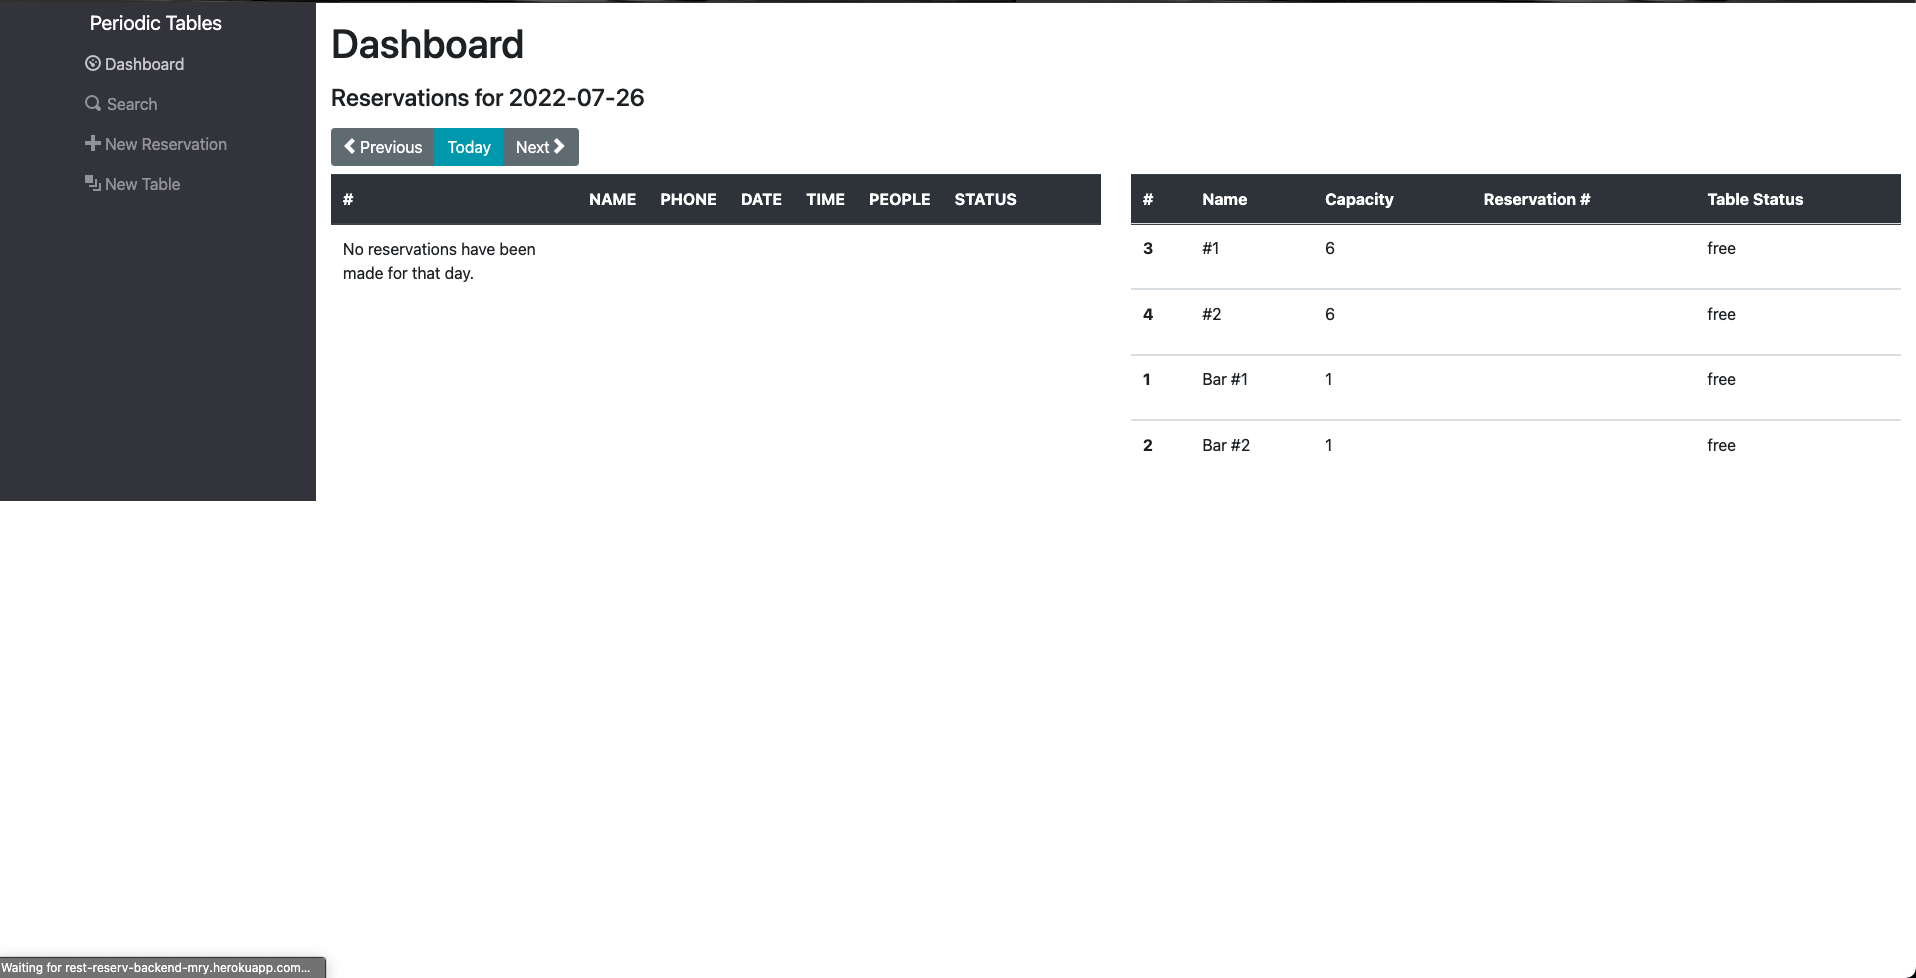 Periodic Tables
Dashboard
Search
New Reservation
New Table
Dashboard
Reservations for 2022-07-26
Previous Today Next
# NAME PHONE DATE TIME PEOPLE STATUS
No reservations have been
made for that day.
# Name Capacity Reservation # Table Status
3 #1 6 free
4 #2 6 free
1 Bar #1 1 free
2 Bar #2 1 free
Waiting for rest-reserv-backend-mry.herokuapp.com...